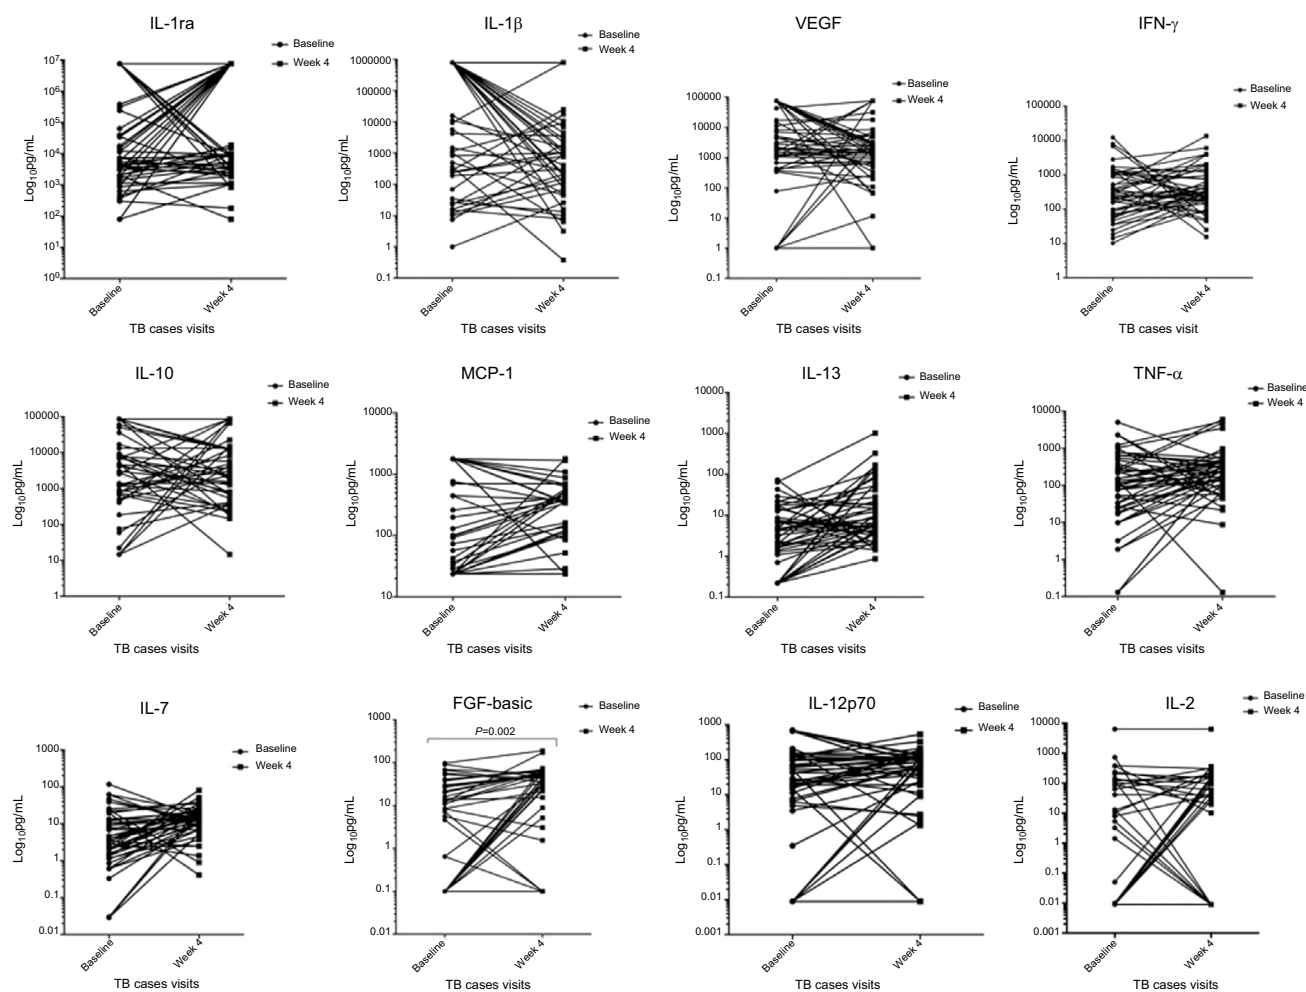 IL-1ra
Baseline
Week 4
10⁷
10⁶
10⁵
10⁴
10³
10²
10¹
10⁰
Log₁₀pg/mL
Baseline
Week 4
TB cases visits
IL-1β
Baseline
Week 4
1000000
100000
10000
1000
100
10
1
0.1
Log₁₀pg/mL
Baseline
Week 4
TB cases visits
VEGF
Baseline
Week 4
100000
10000
1000
100
10
1
0.1
Log₁₀pg/mL
Baseline
Week 4
TB cases visits
IFN-γ
Baseline
Week 4
100000
10000
1000
100
10
1
Log₁₀pg/mL
Baseline
Week 4
TB cases visit
IL-10
Baseline
Week 4
100000
10000
1000
100
10
1
Log₁₀pg/mL
Baseline
Week 4
TB cases visits
MCP-1
Baseline
Week 4
10000
1000
100
10
Log₁₀pg/mL
Baseline
Week 4
TB cases visits
IL-13
Baseline
Week 4
10000
1000
100
10
1
0.1
Log₁₀pg/mL
Baseline
Week 4
TB cases visits
TNF-α
Baseline
Week 4
10000
1000
100
10
1
0.1
Log₁₀pg/mL
Baseline
Week 4
TB cases visits
IL-7
Baseline
Week 4
1000
100
10
1
0.1
0.01
Log₁₀pg/mL
Baseline
Week 4
TB cases visits
FGF-basic
Baseline
Week 4
P=0.002
1000
100
10
1
0.1
0.01
Log₁₀pg/mL
Baseline
Week 4
TB cases visits
IL-12p70
Baseline
Week 4
1000
100
10
1
0.1
0.01
0.001
Log₁₀pg/mL
Baseline
Week 4
TB cases visits
IL-2
Baseline
Week 4
10000
1000
100
10
1
0.1
0.01
0.001
Log₁₀pg/mL
Baseline
Week 4
TB cases visits